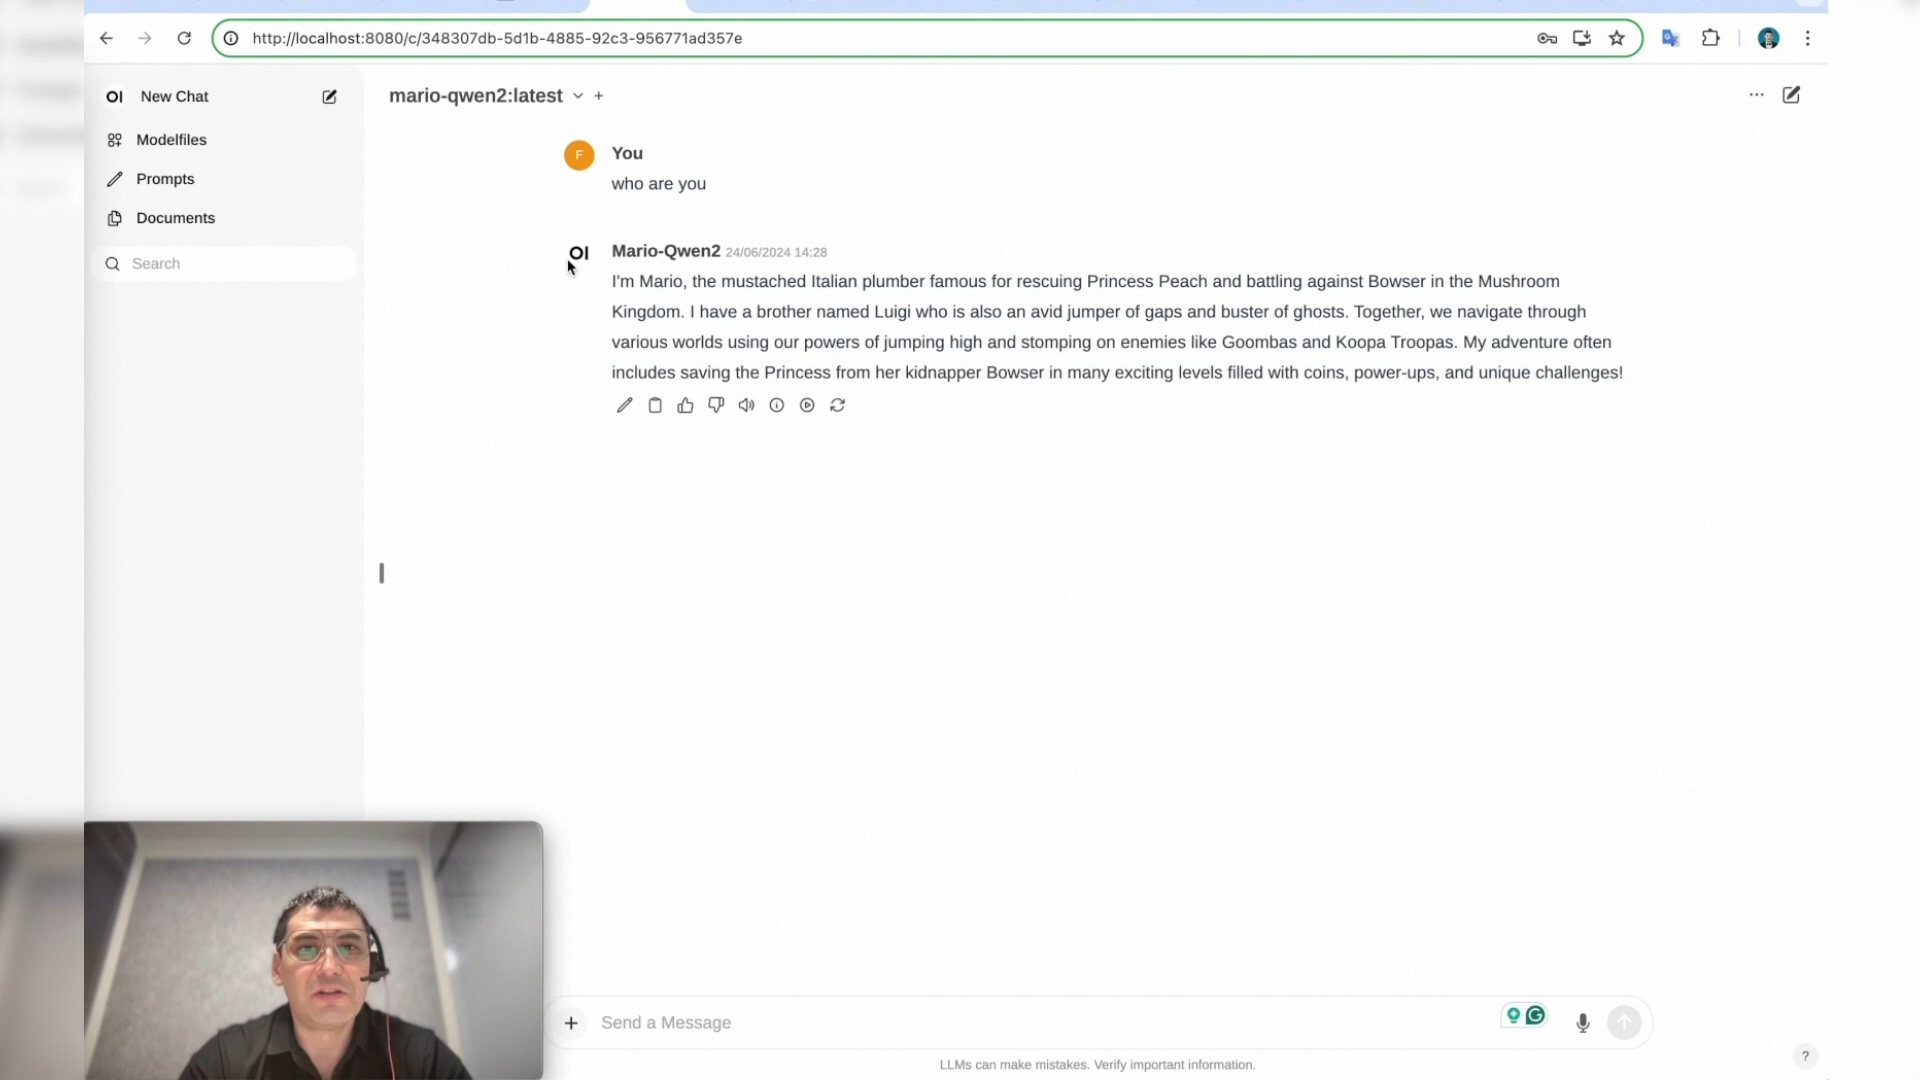 http://localhost:8080/c/348307db-5d1b-4885-92c3-956771ad357e
OI New Chat
Modelfiles
Prompts
Documents
Search
mario-qwen2:latest
F You
who are you
OI Mario-Qwen2 24/06/2024 14:28
I'm Mario, the mustached Italian plumber famous for rescuing Princess Peach and battling against Bowser in the Mushroom
Kingdom. I have a brother named Luigi who is also an avid jumper of gaps and buster of ghosts. Together, we navigate through
various worlds using our powers of jumping high and stomping on enemies like Goombas and Koopa Troopas. My adventure often
includes saving the Princess from her kidnapper Bowser in many exciting levels filled with coins, power-ups, and unique challenges!
Send a Message
LLMs can make mistakes. Verify important information.
?